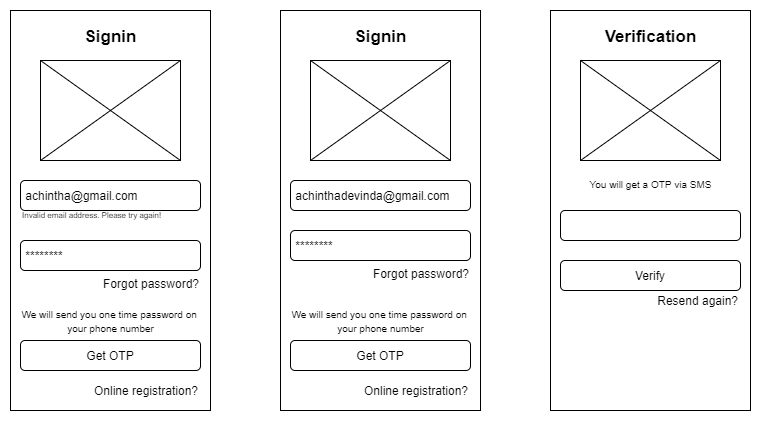 Signin
achintha@gmail.com
Invalid email address. Please try again!
********
Forgot password?
We will send you one time password on
your phone number
Get OTP
Online registration?
Signin
achinthadevinda@gmail.com
********
Forgot password?
We will send you one time password on
your phone number
Get OTP
Online registration?
Verification
You will get a OTP via SMS
Verify
Resend again?